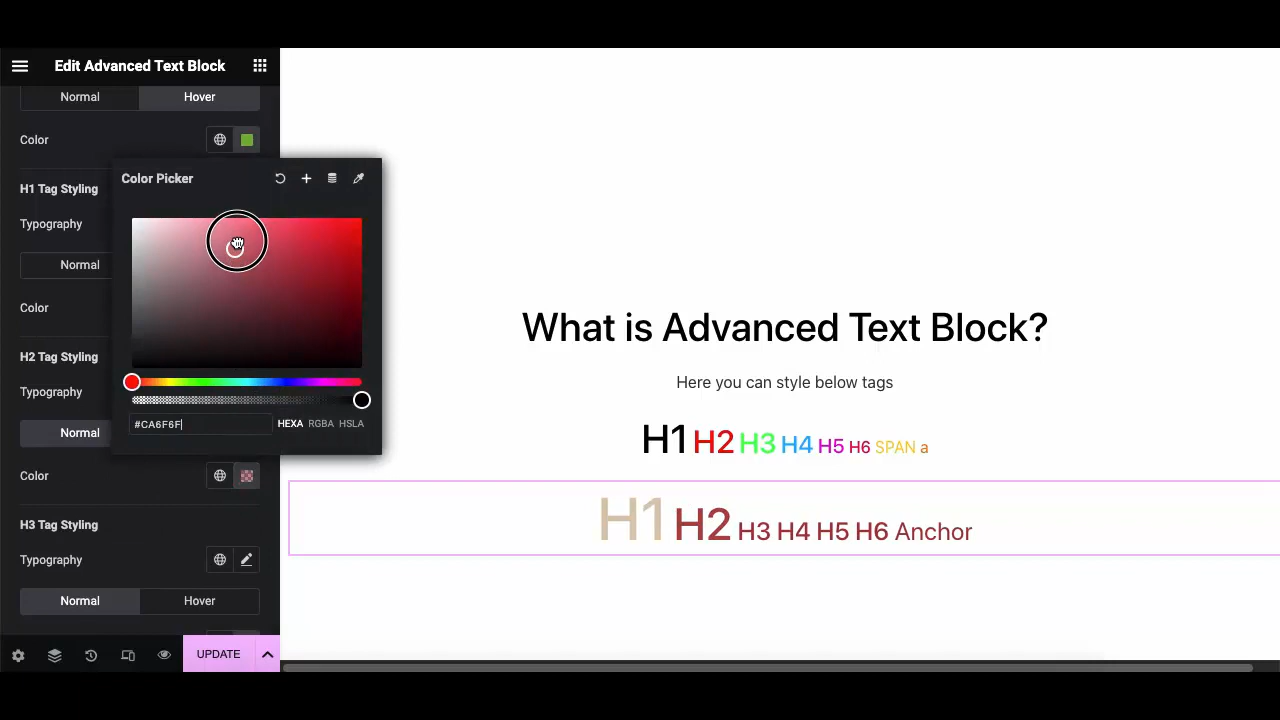 Edit Advanced Text Block
Normal Hover
Color
H1 Tag Styling
Typography
Normal
Color
H2 Tag Styling
Typography
Normal
Color
H3 Tag Styling
Typography
Normal Hover
UPDATE
Color Picker
#CA6F6F HEXA RGBA HSLA
What is Advanced Text Block?
Here you can style below tags
H1 H2 H3 H4 H5 H6 SPAN a
H1 H2 H3 H4 H5 H6 Anchor